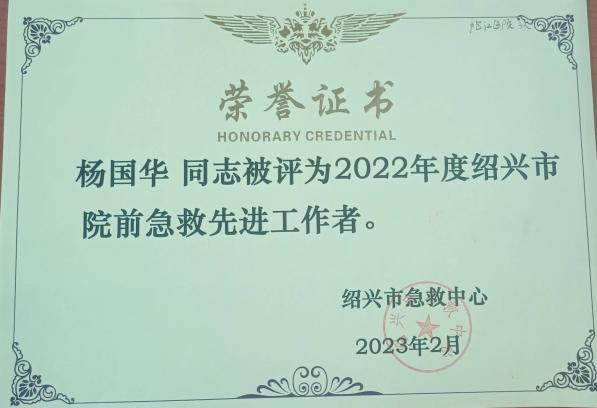 荣誉证书
HONORARY CREDENTIAL
杨国华 同志被评为2022年度绍兴市
院前急救先进工作者。
绍兴市急救中心
2023年2月